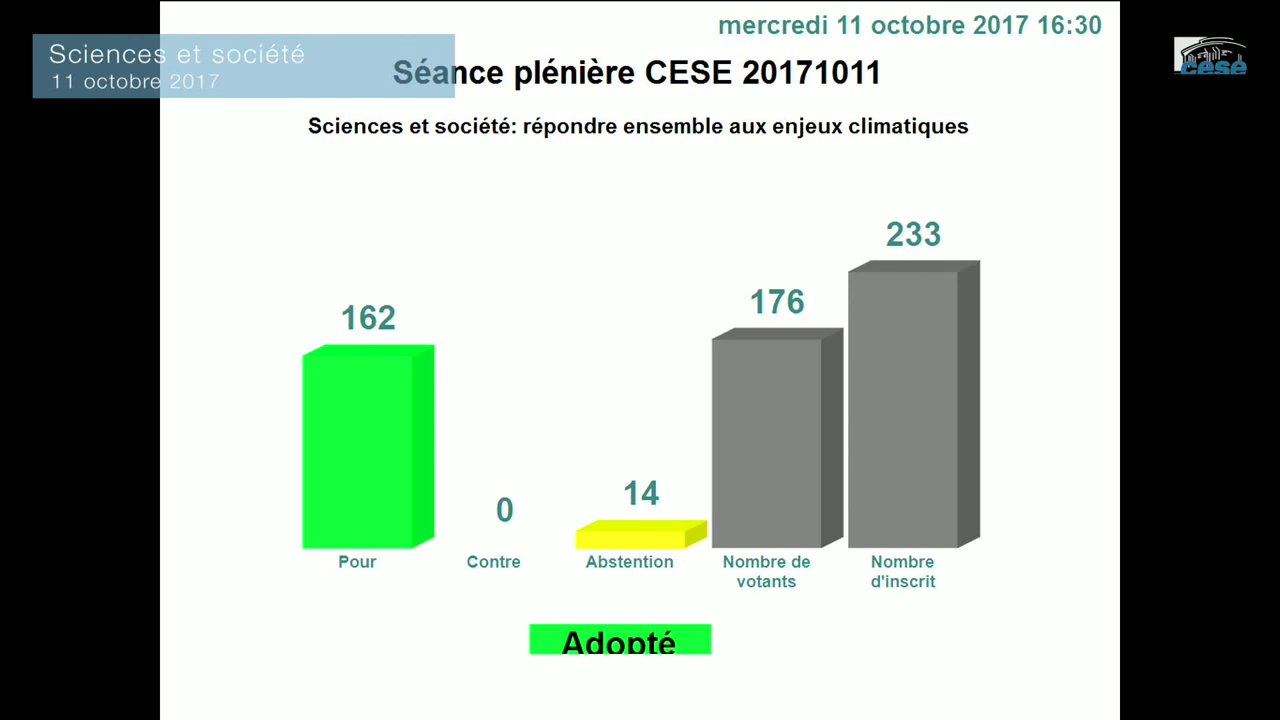 mercredi 11 octobre 2017 16:30
Sciences et société
11 octobre 2017
cese
Séance plénière CESE 20171011
Sciences et société: répondre ensemble aux enjeux climatiques
233
176
162
14
0
Pour
Contre
Abstention
Nombre de
votants
Nombre
d'inscrit
Adopté